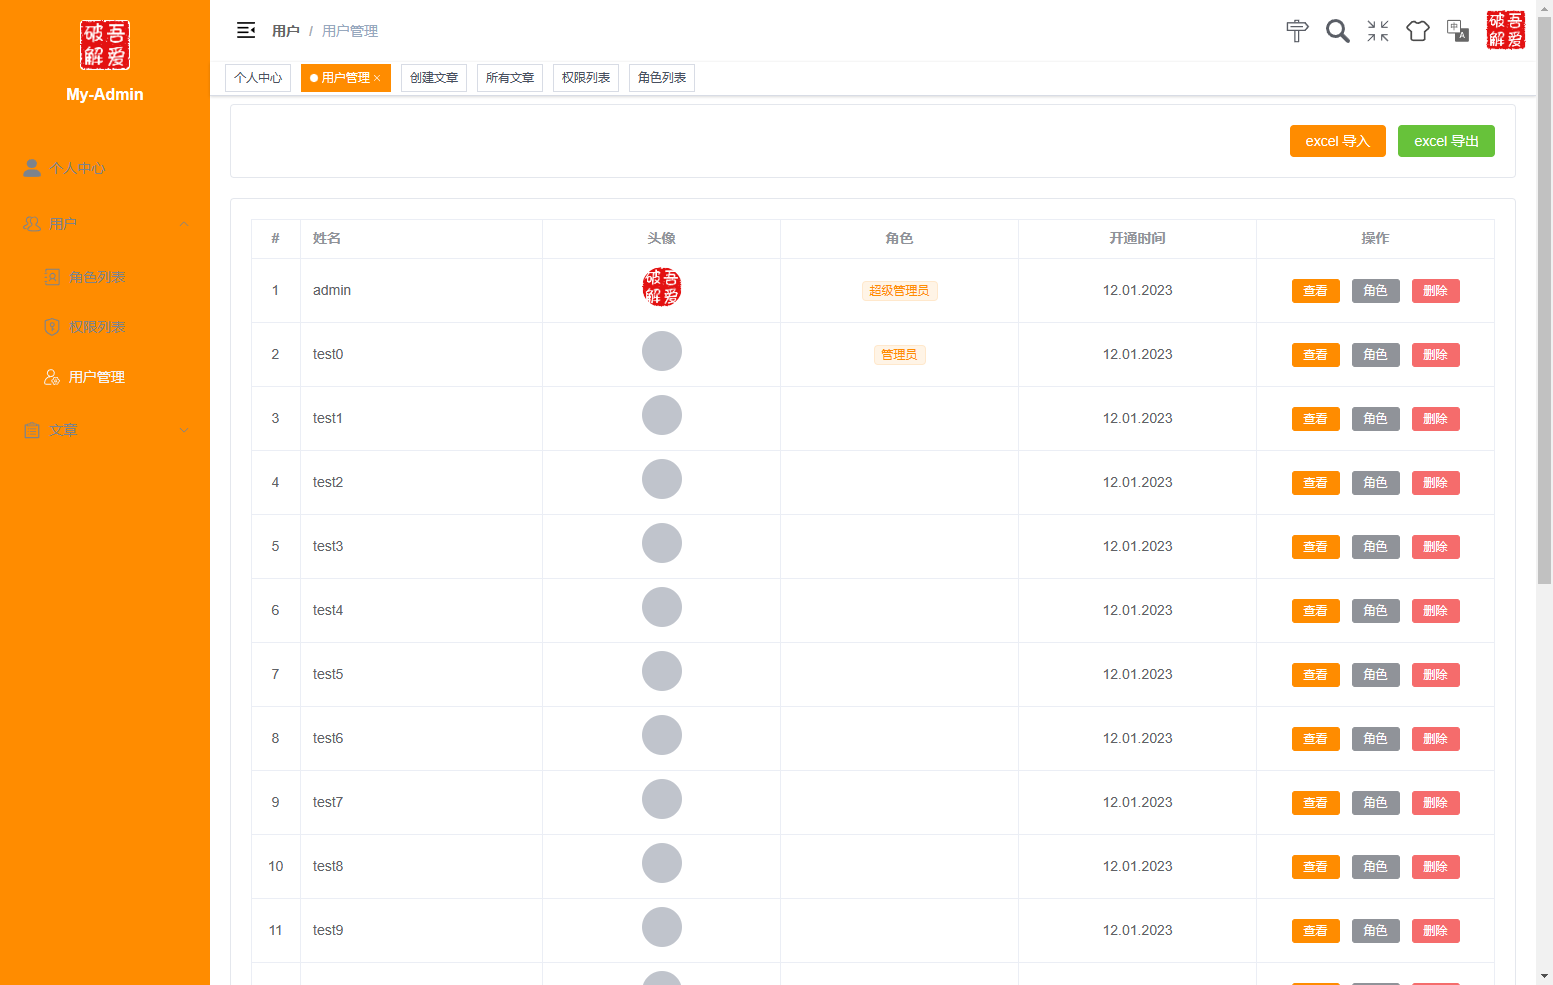 破吾
解爱
My-Admin
个人中心
用户
角色列表
权限列表
用户管理
文章
用户 / 用户管理
中 A
破吾
解爱
个人中心 用户管理 × 创建文章 所有文章 权限列表 角色列表
excel 导入 excel 导出
# 姓名 头像 角色 开通时间 操作
1 admin 破吾解爱 超级管理员 12.01.2023 查看 角色 删除
2 test0 管理员 12.01.2023 查看 角色 删除
3 test1 12.01.2023 查看 角色 删除
4 test2 12.01.2023 查看 角色 删除
5 test3 12.01.2023 查看 角色 删除
6 test4 12.01.2023 查看 角色 删除
7 test5 12.01.2023 查看 角色 删除
8 test6 12.01.2023 查看 角色 删除
9 test7 12.01.2023 查看 角色 删除
10 test8 12.01.2023 查看 角色 删除
11 test9 12.01.2023 查看 角色 删除